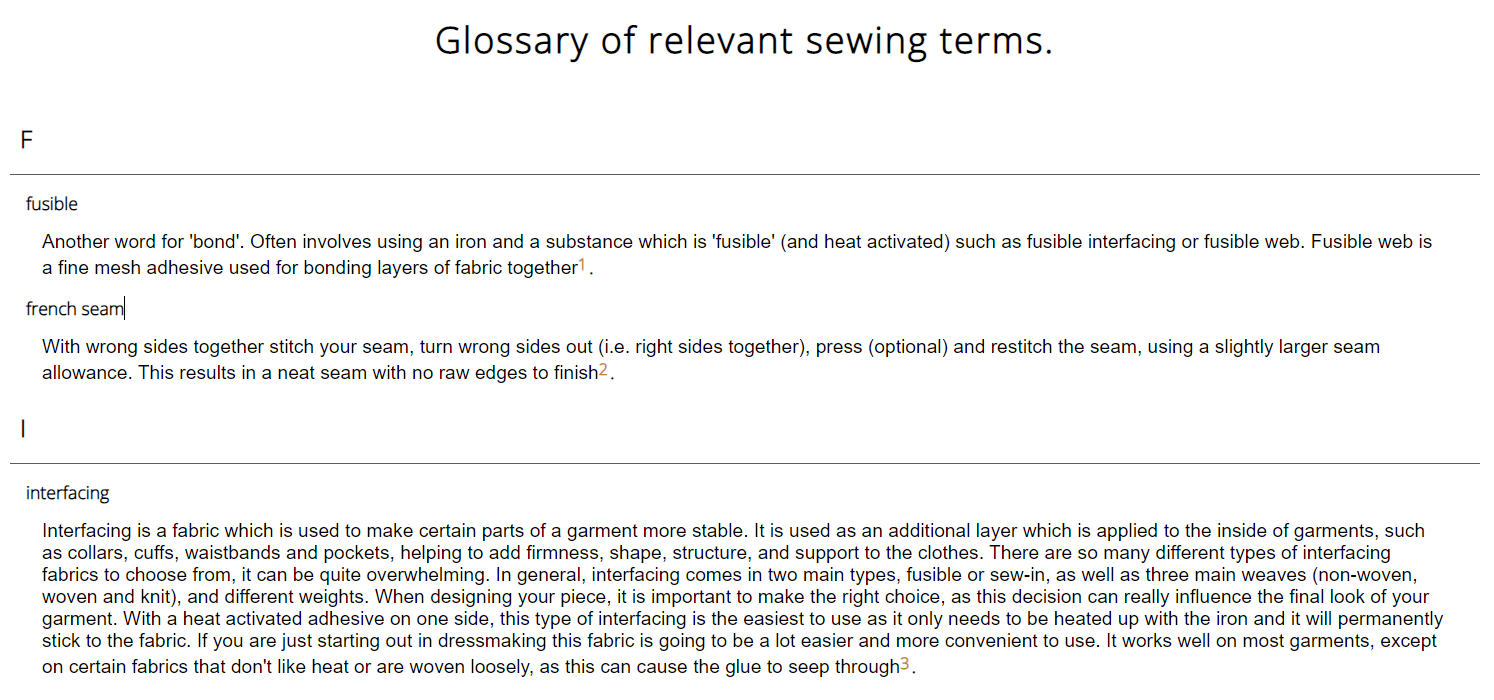 Glossary of relevant sewing terms.
F
fusible
Another word for 'bond'. Often involves using an iron and a substance which is 'fusible' (and heat activated) such as fusible interfacing or fusible web. Fusible web is
a fine mesh adhesive used for bonding layers of fabric together1 .
french seam
With wrong sides together stitch your seam, turn wrong sides out (i.e. right sides together), press (optional) and restitch the seam, using a slightly larger seam
allowance. This results in a neat seam with no raw edges to finish2 .
I
interfacing
Interfacing is a fabric which is used to make certain parts of a garment more stable. It is used as an additional layer which is applied to the inside of garments, such
as collars, cuffs, waistbands and pockets, helping to add firmness, shape, structure, and support to the clothes. There are so many different types of interfacing
fabrics to choose from, it can be quite overwhelming. In general, interfacing comes in two main types, fusible or sew-in, as well as three main weaves (non-woven,
woven and knit), and different weights. When designing your piece, it is important to make the right choice, as this decision can really influence the final look of your
garment. With a heat activated adhesive on one side, this type of interfacing is the easiest to use as it only needs to be heated up with the iron and it will permanently
stick to the fabric. If you are just starting out in dressmaking this fabric is going to be a lot easier and more convenient to use. It works well on most garments, except
on certain fabrics that don't like heat or are woven loosely, as this can cause the glue to seep through3 .